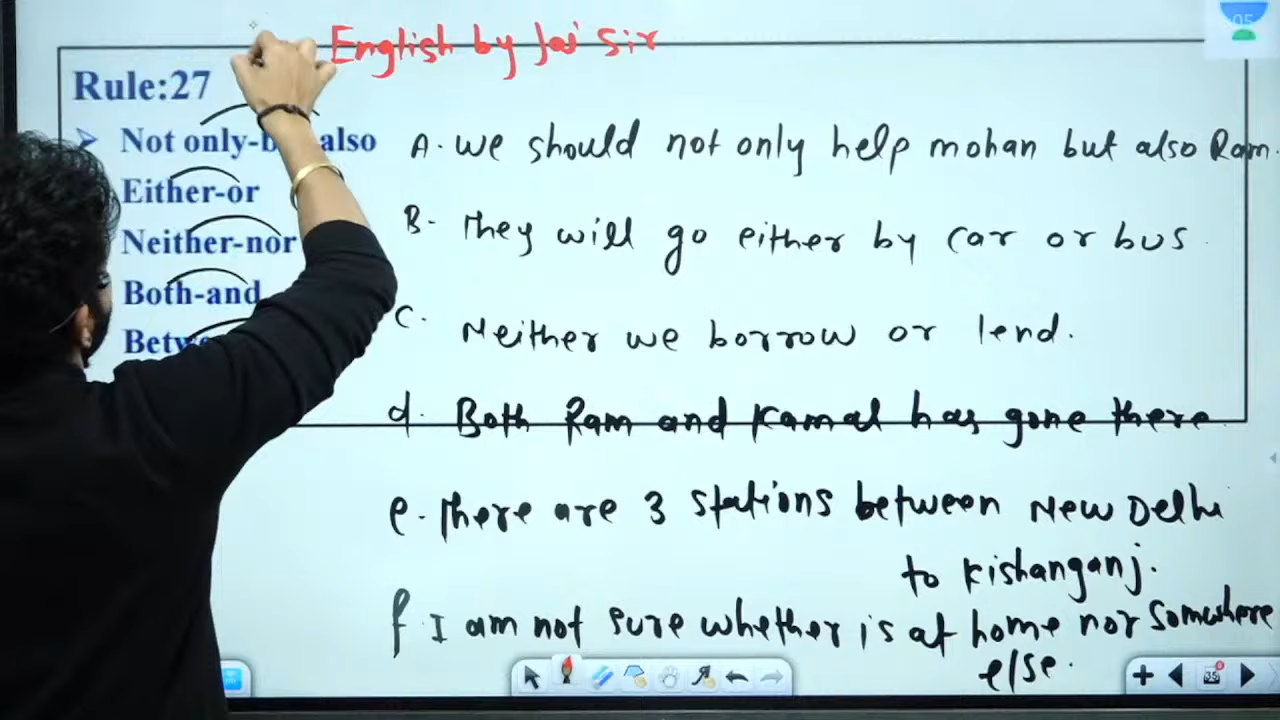 English by Jai Sir
Rule:27
Not only-b also
Either-or
Neither-nor
Both-and
A. We should not only help mohan but also Ram.
B- They will go either by car or bus.
C. Neither we borrow or lend.
d. Both Ram and Kamal has gone there
e. There are 3 stations between New Delhi
to Kishanganj.
f. I am not sure whether is at home nor somewhere
else.
05
35